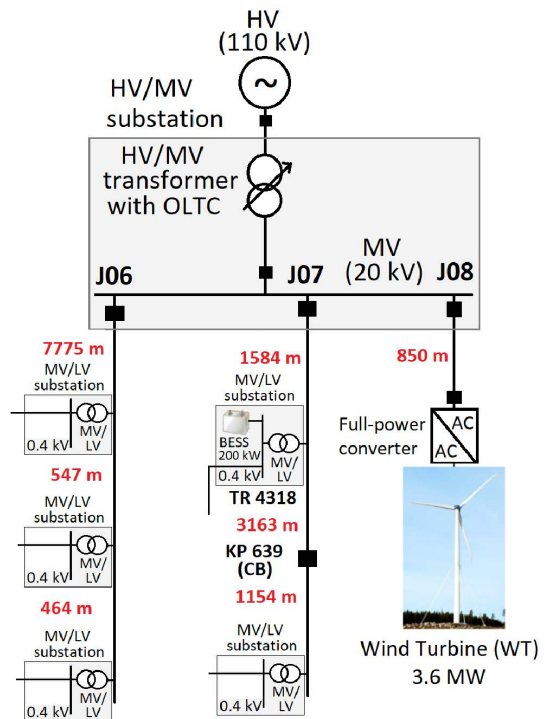 HV
(110 kV)
HV/MV
substation
HV/MV
transformer
with OLTC
MV
(20 kV)
J06
J07
J08
7775 m
MV/LV
substation
0.4 kV
MV/
LV
547 m
MV/LV
substation
0.4 kV
MV/
LV
464 m
MV/LV
substation
0.4 kV
MV/
LV
1584 m
MV/LV
substation
BESS
200 kW
0.4 kV
MV/
LV
TR 4318
3163 m
KP 639
(CB)
1154 m
MV/LV
substation
0.4 kV
MV/
LV
850 m
Full-power
converter
AC
AC
Wind Turbine (WT)
3.6 MW